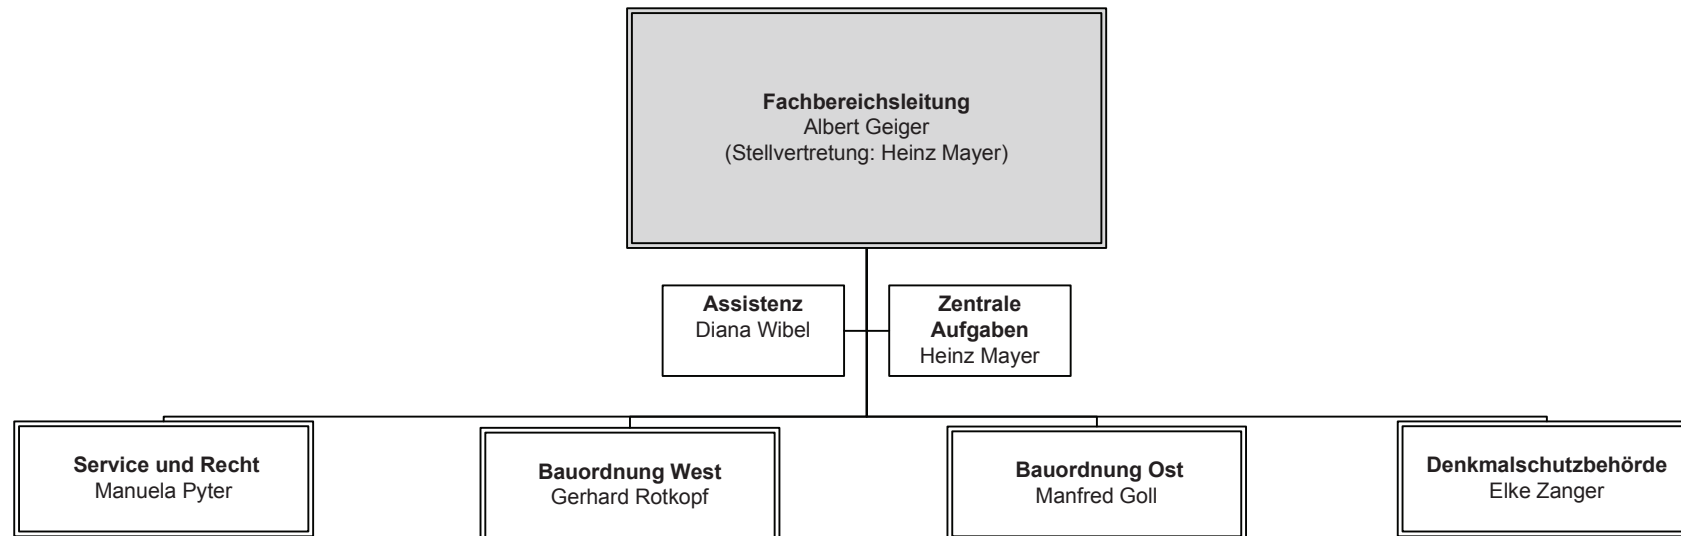 Fachbereichsleitung
Albert Geiger
(Stellvertretung: Heinz Mayer)
Assistenz
Diana Wibel
Zentrale
Aufgaben
Heinz Mayer
Service und Recht
Manuela Pyter
Bauordnung West
Gerhard Rotkopf
Bauordnung Ost
Manfred Goll
Denkmalschutzbehörde
Elke Zanger